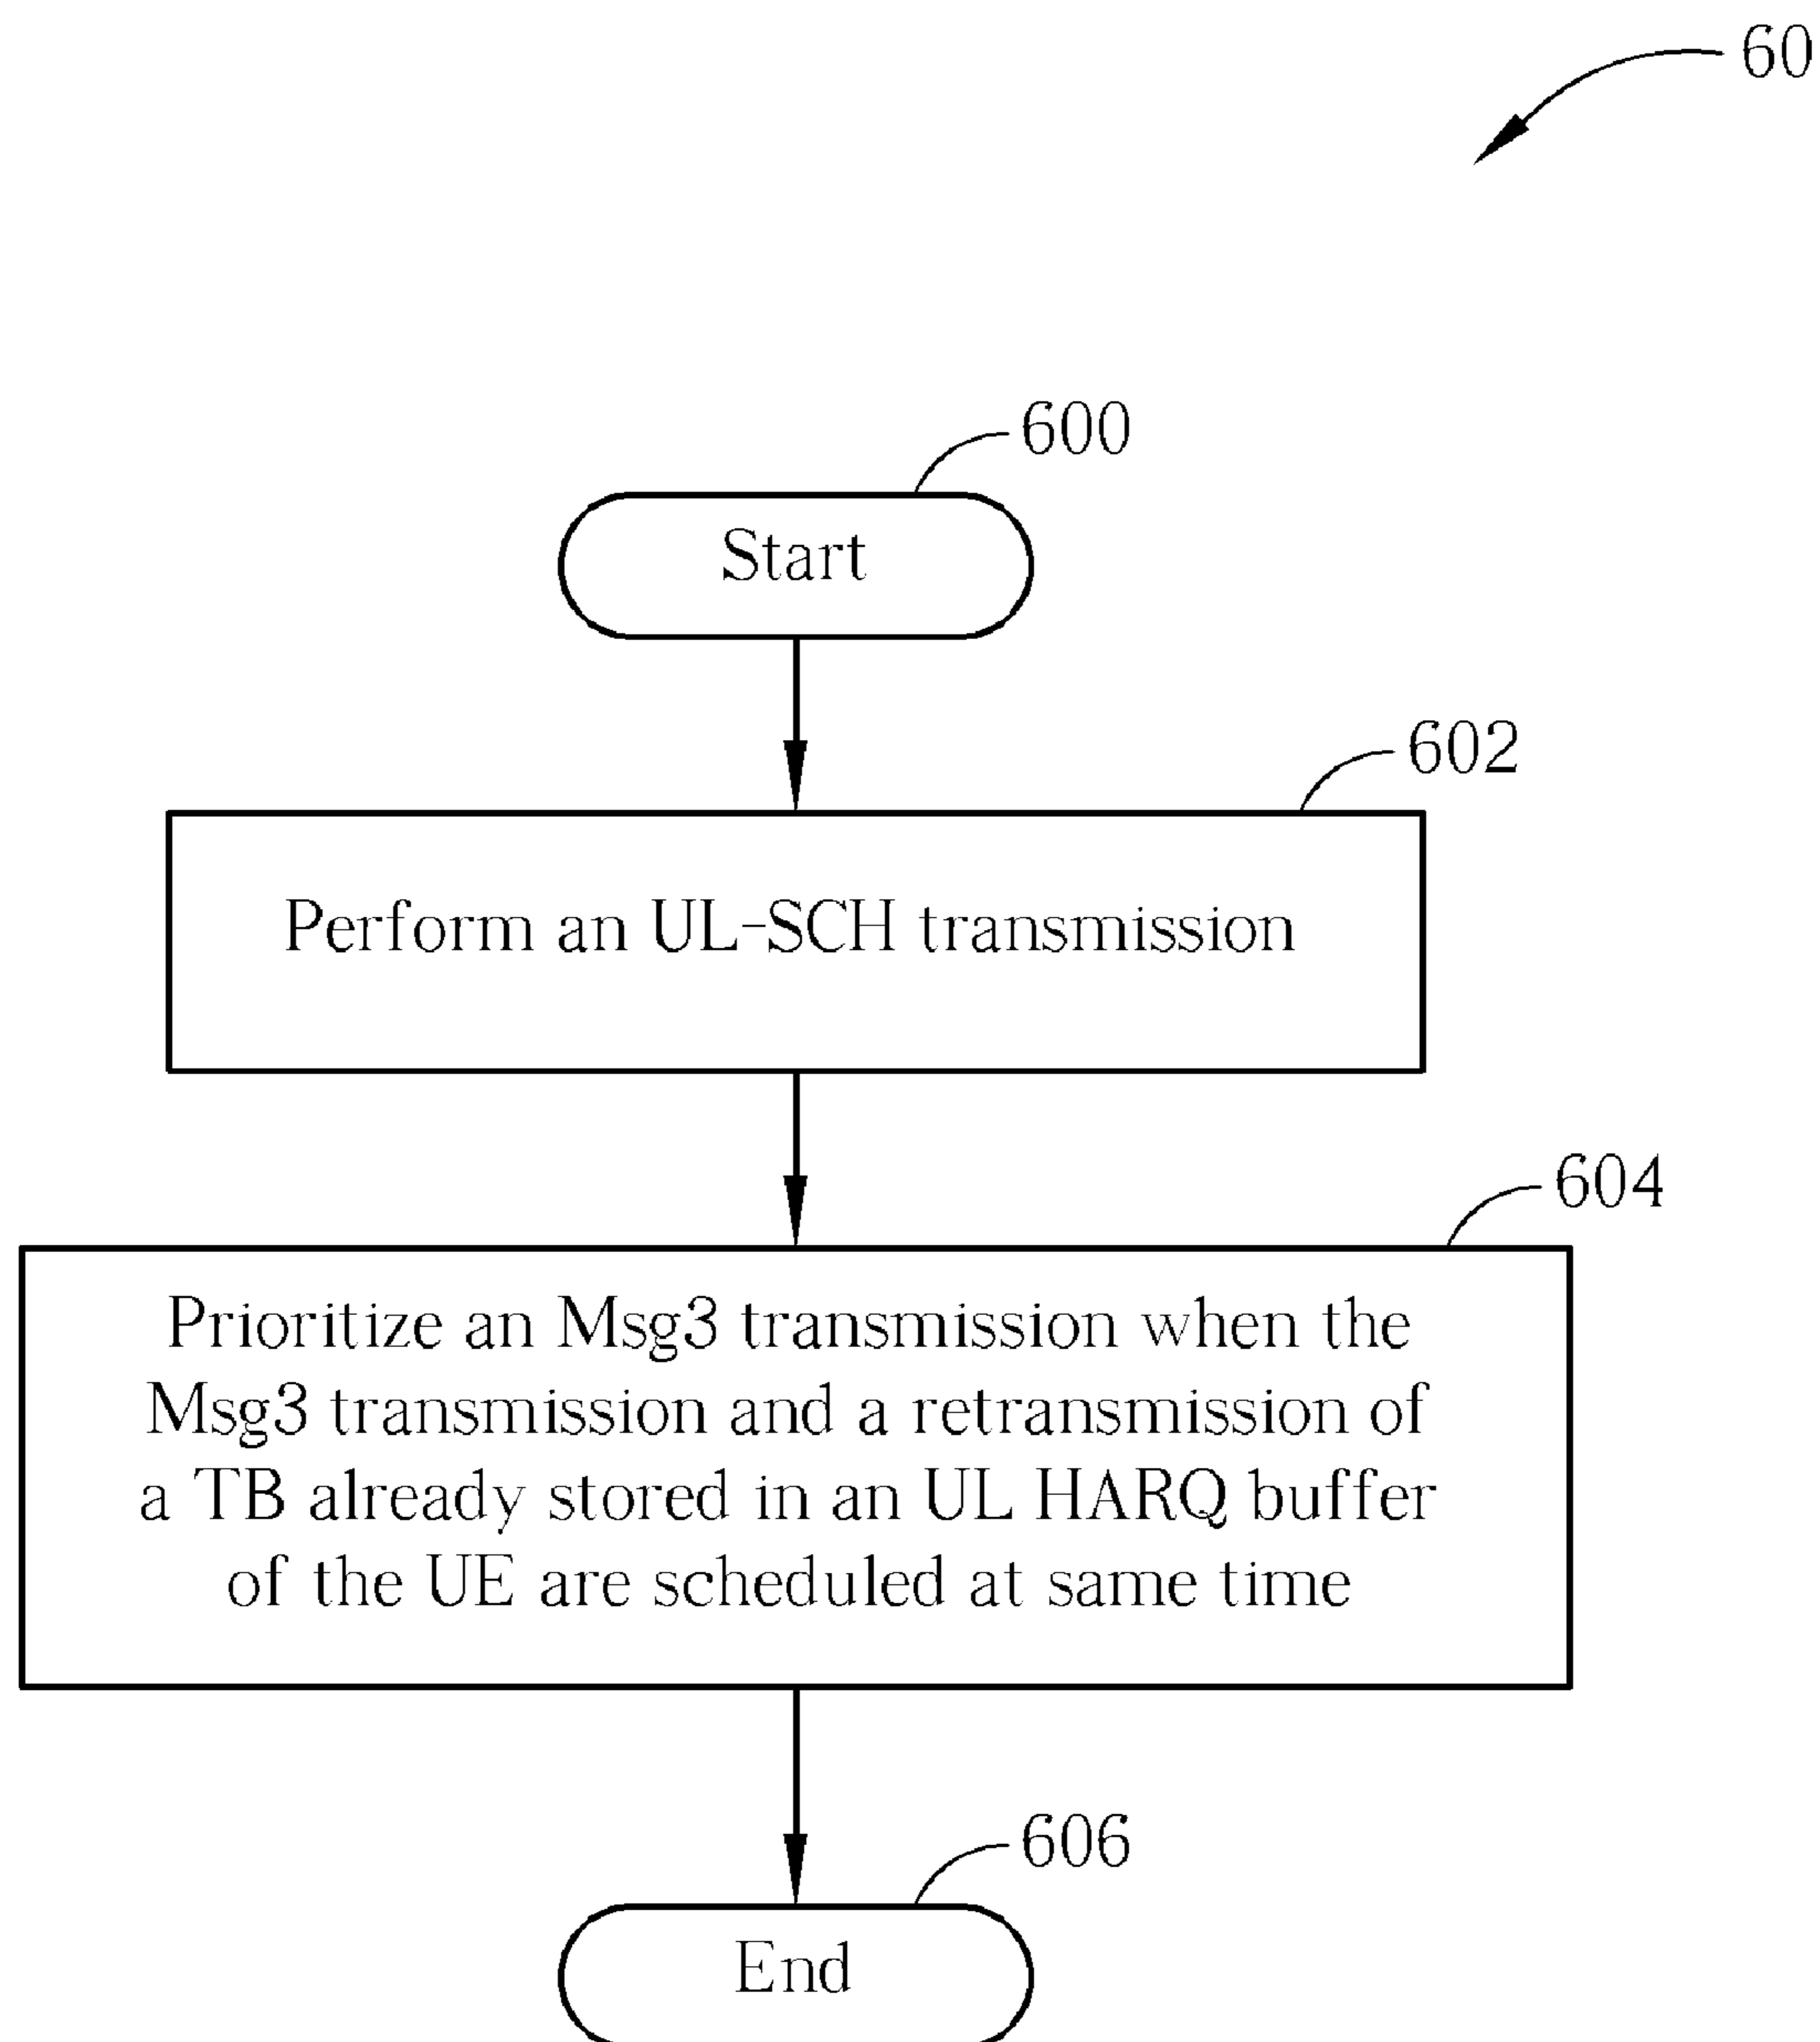 60
600
Start
602
Perform an UL-SCH transmission
604
Prioritize an Msg3 transmission when the
Msg3 transmission and a retransmission of
a TB already stored in an UL HARQ buffer
of the UE are scheduled at same time
606
End